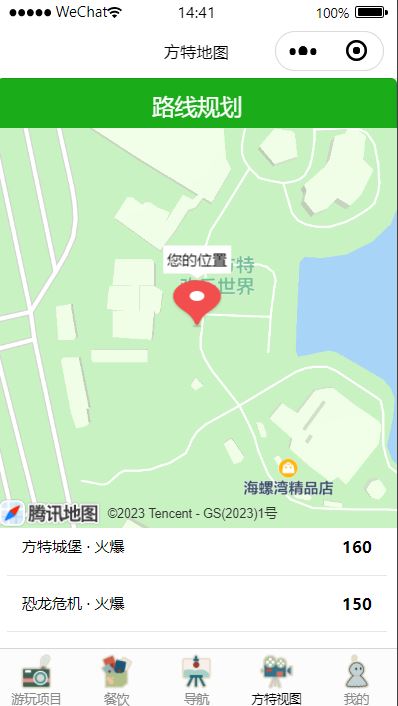 ●●●●● WeChat 14:41 100%
方特地图
路线规划
您的位置
方特
世界
海螺湾精品店
腾讯地图 ©2023 Tencent - GS(2023)1号
方特城堡 · 火爆 160
恐龙危机 · 火爆 150
游玩项目 餐饮 导航 方特视图 我的